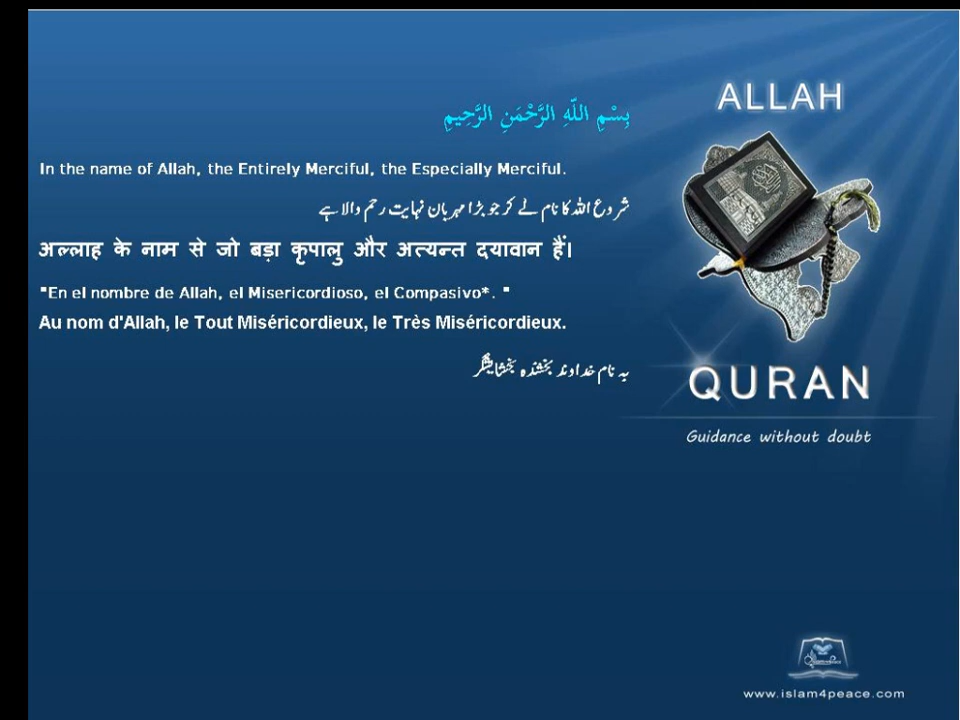 بِسْمِ اللّهِ الرَّحْمَنِ الرَّحِيمِ
In the name of Allah, the Entirely Merciful, the Especially Merciful.
شروع الله کا نام لے کر جو بڑا مہربان نہایت رحم والا ہے
अल्लाह के नाम से जो बड़ा कृपालु और अत्यन्त दयावान हैं।
"En el nombre de Allah, el Misericordioso, el Compasivo*. "
Au nom d'Allah, le Tout Miséricordieux, le Très Miséricordieux.
به نام خداوند بخشنده بخشایشگر
ALLAH
QURAN
Guidance without doubt
www.islam4peace.com